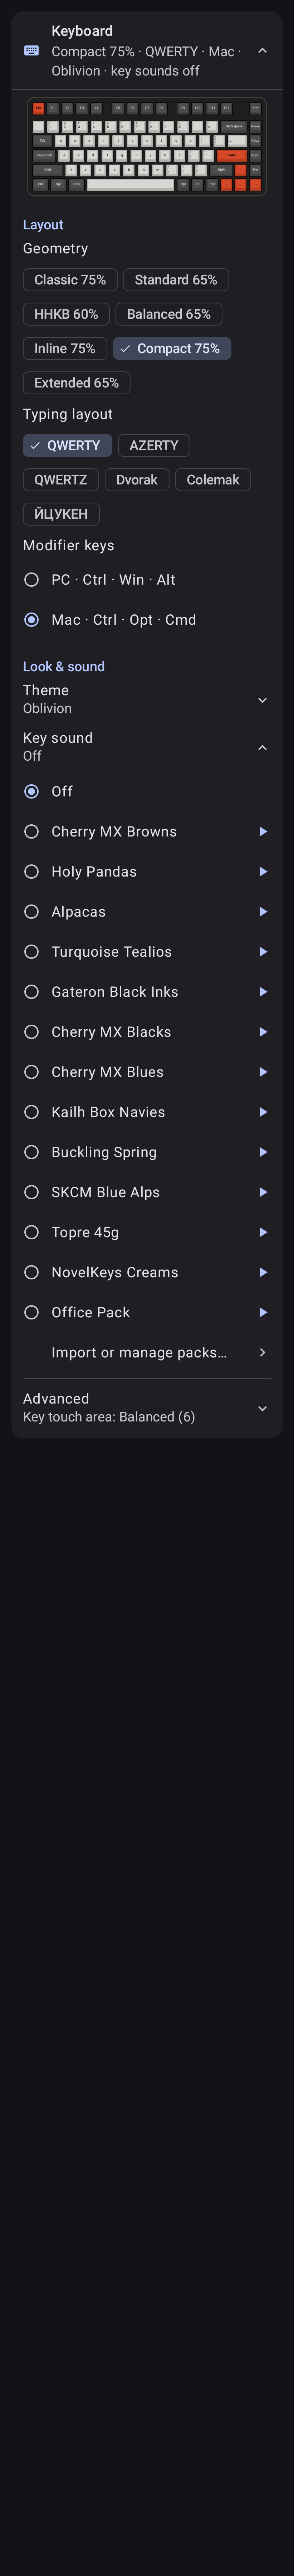 Keyboard
Compact 75% · QWERTY · Mac ·
Oblivion · key sounds off
Layout
Geometry
Classic 75%
Standard 65%
HHKB 60%
Balanced 65%
Inline 75%
Compact 75%
Extended 65%
Typing layout
QWERTY
AZERTY
QWERTZ
Dvorak
Colemak
ЙЦУКЕН
Modifier keys
PC · Ctrl · Win · Alt
Mac · Ctrl · Opt · Cmd
Look & sound
Theme
Oblivion
Key sound
Off
Off
Cherry MX Browns
Holy Pandas
Alpacas
Turquoise Tealios
Gateron Black Inks
Cherry MX Blacks
Cherry MX Blues
Kailh Box Navies
Buckling Spring
SKCM Blue Alps
Topre 45g
NovelKeys Creams
Office Pack
Import or manage packs…
Advanced
Key touch area: Balanced (6)